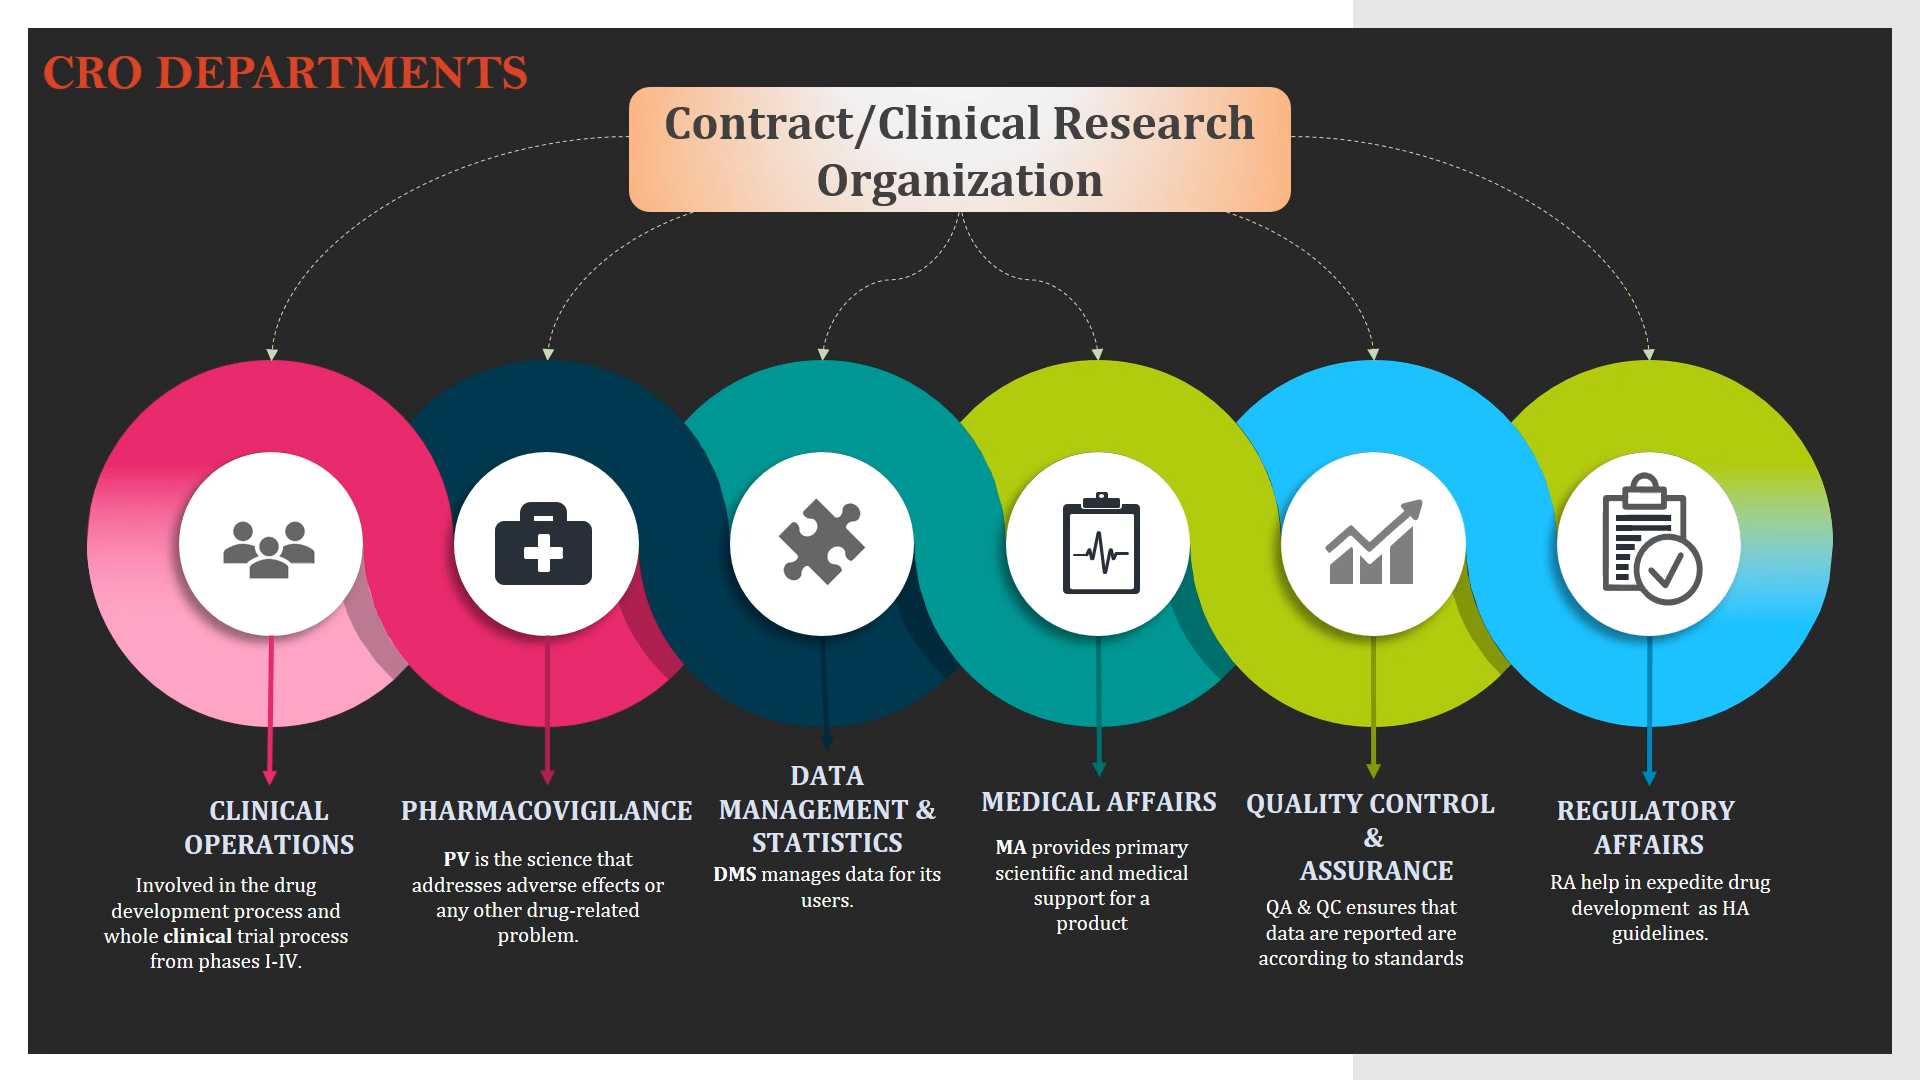 CRO DEPARTMENTS
Contract/Clinical Research
Organization
CLINICAL
OPERATIONS
Involved in the drug
development process and
whole clinical trial process
from phases I-IV.
PHARMACOVIGILANCE
PV is the science that
addresses adverse effects or
any other drug-related
problem.
DATA
MANAGEMENT &
STATISTICS
DMS manages data for its
users.
MEDICAL AFFAIRS
MA provides primary
scientific and medical
support for a
product
QUALITY CONTROL
&
ASSURANCE
QA & QC ensures that
data are reported are
according to standards
REGULATORY
AFFAIRS
RA help in expedite drug
development as HA
guidelines.